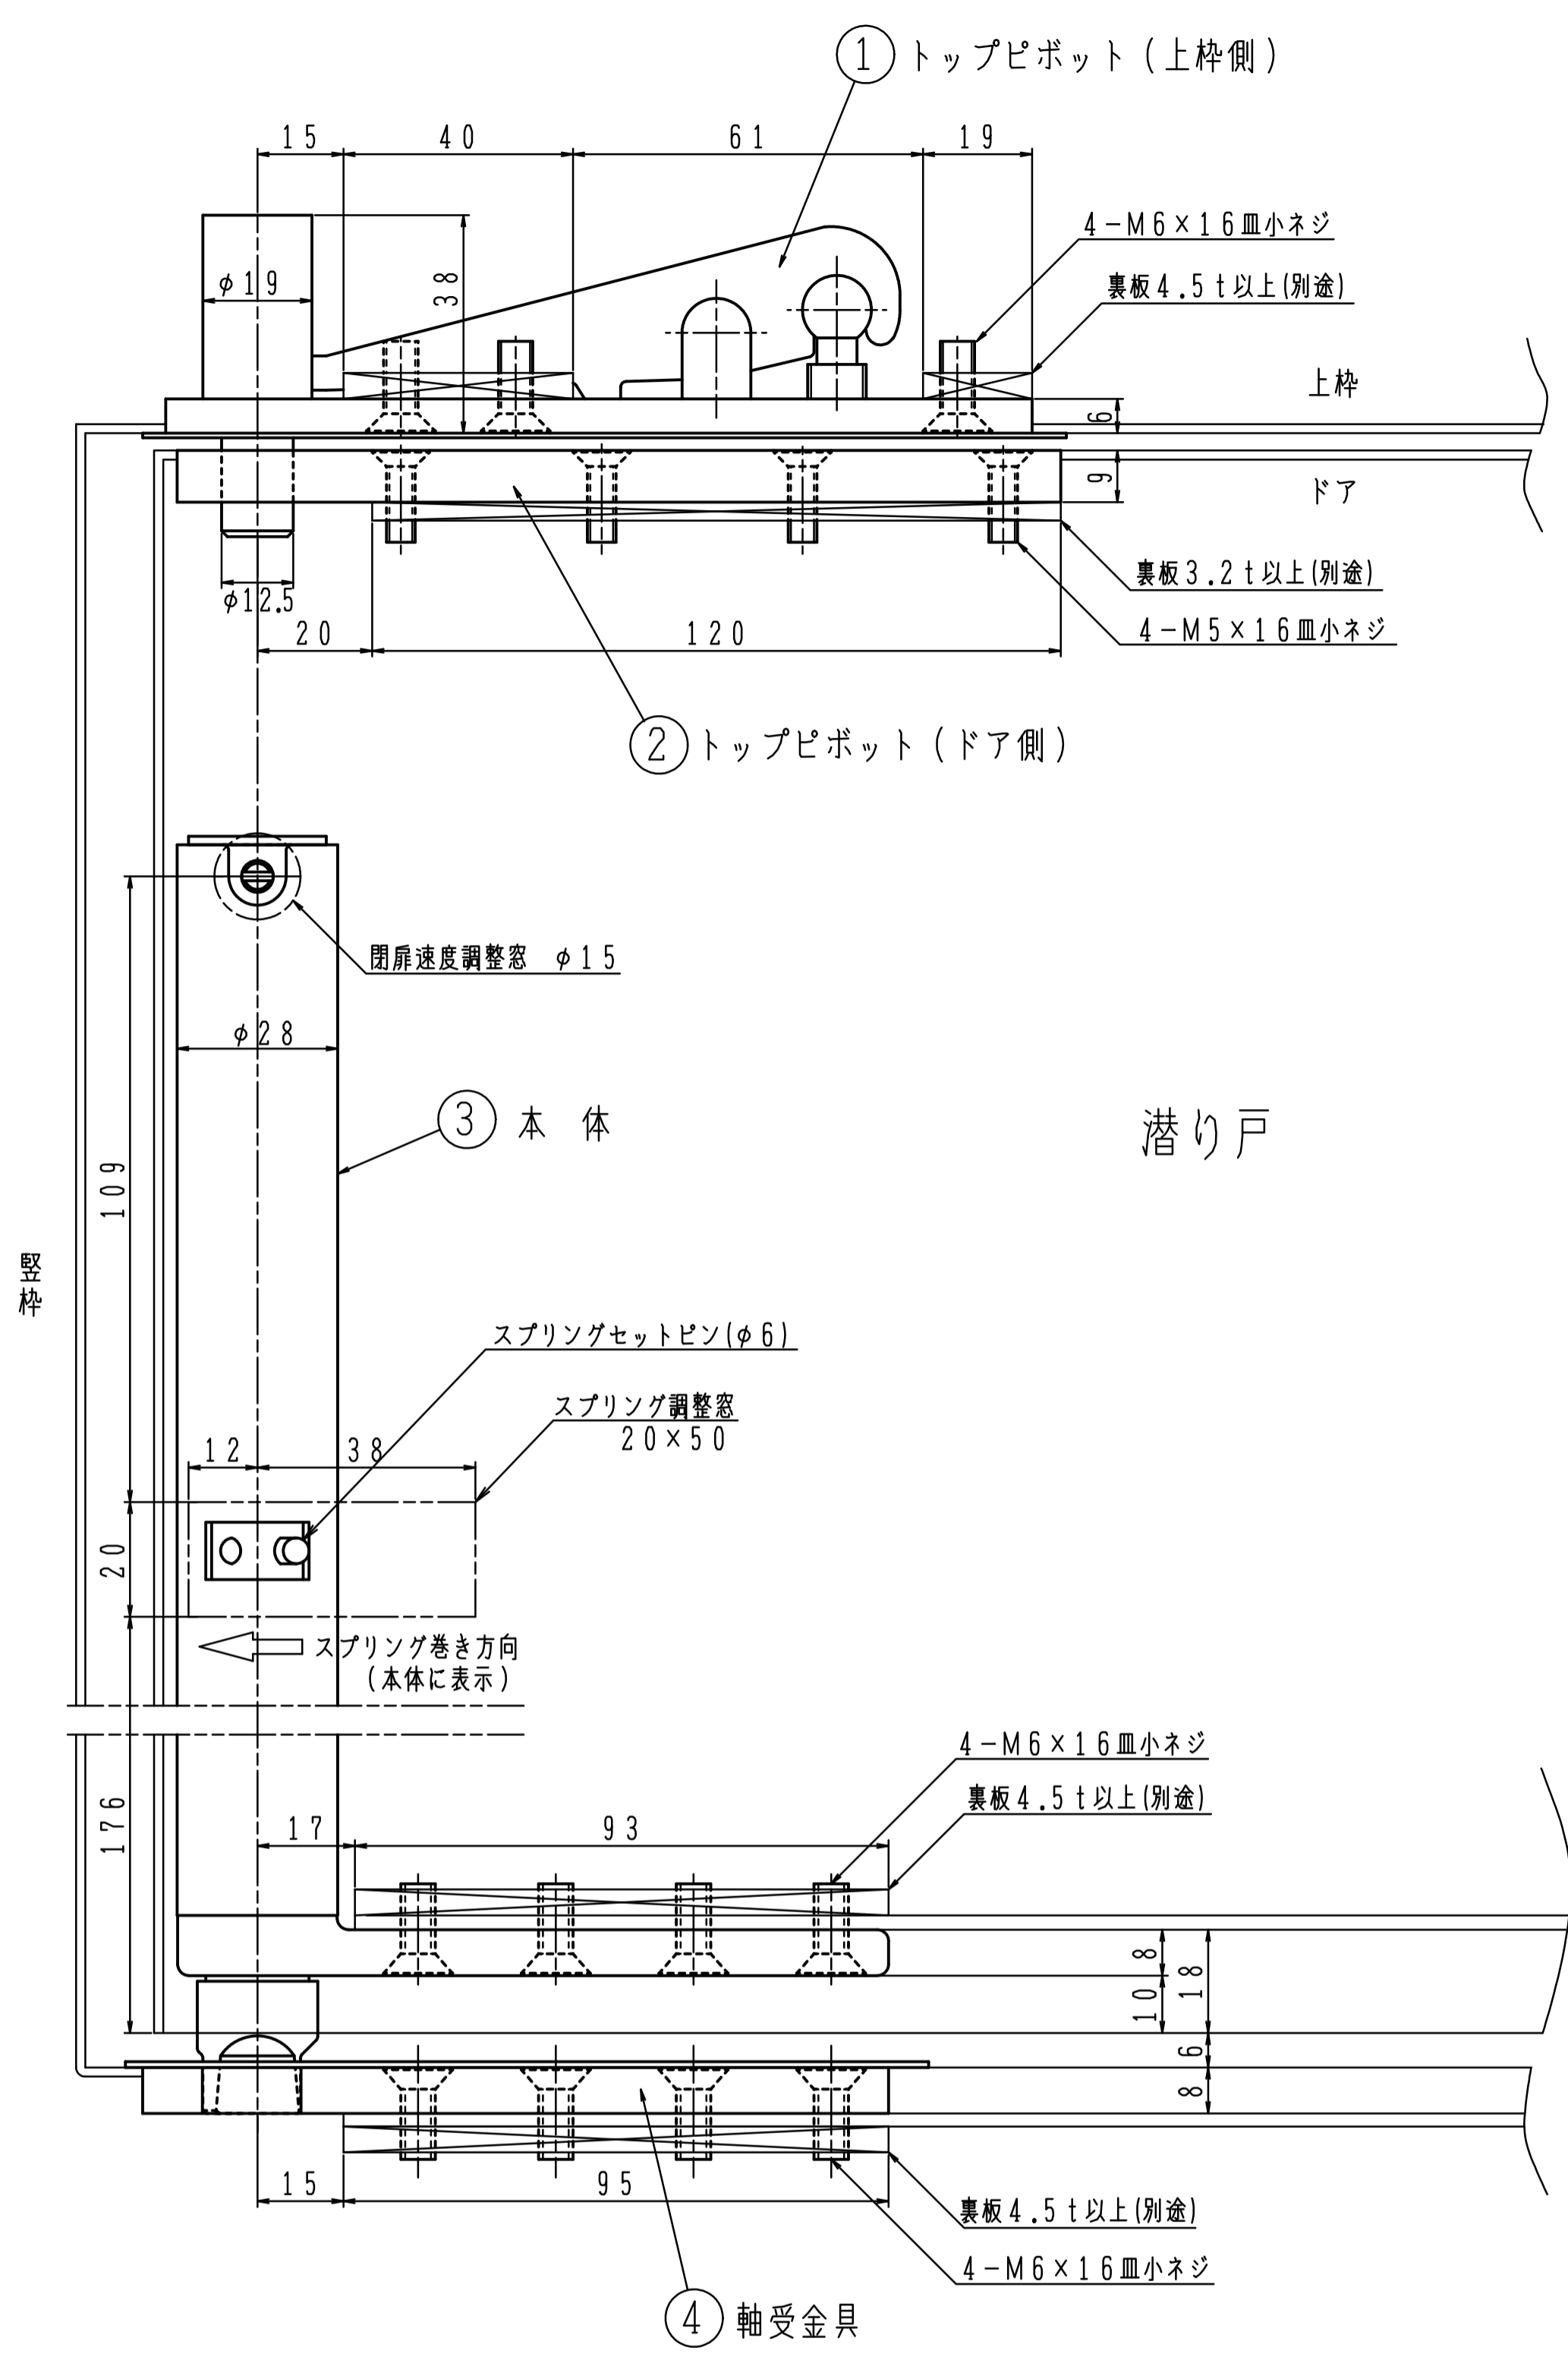 ① トップピボット（上枠側）
15 40 61 19
4－M6×16皿小ネジ
φ19
38
裏板4.5t以上(別途)
上枠
6
9
ドア
裏板3.2t以上(別途)
φ12.5
20 120
4－M5×16皿小ネジ
② トップピボット（ドア側）
閉扉速度調整窓　φ15
φ28
③ 本　体
潜り戸
109
竪枠
スプリングセットピン(φ6)
スプリング調整窓
20×50
12 38
20
スプリング巻き方向
（本体に表示）
4－M6×16皿小ネジ
裏板4.5t以上(別途)
176
17 93
8
18
10
6
8
15 95
裏板4.5t以上(別途)
4－M6×16皿小ネジ
④ 軸受金具